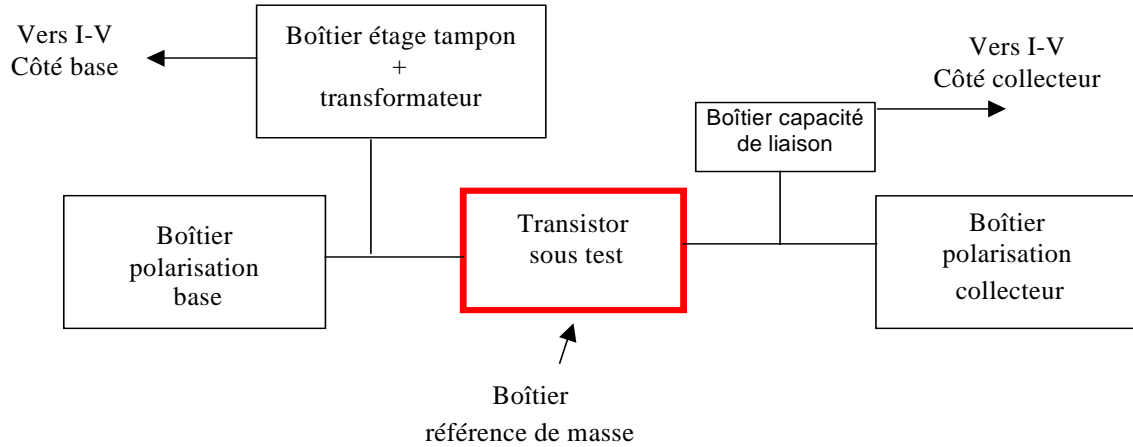 Vers I-V
Côté base
Boîtier étage tampon
+
transformateur
Vers I-V
Côté collecteur
Boîtier capacité
de liaison
Boîtier
polarisation
base
Transistor
sous test
Boîtier
polarisation
collecteur
Boîtier
référence de masse